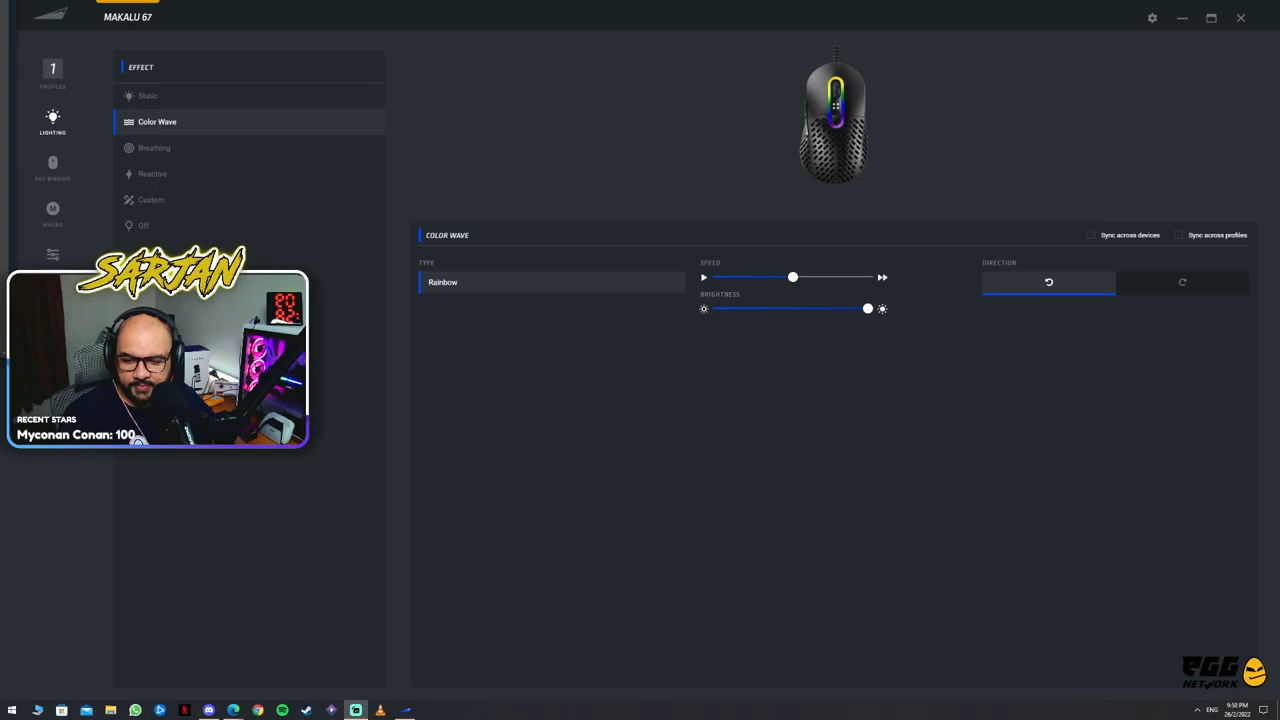 MAKALU 67
1
PROFILES
LIGHTING
KEY BINDING
M
MACRO
EFFECT
Static
Color Wave
Breathing
Reactive
Custom
Off
COLOR WAVE
Sync across devices
Sync across profiles
TYPE
Rainbow
SPEED
BRIGHTNESS
DIRECTION
SARJAN
RECENT STARS
Myconan Conan: 100
EGG
NETWORK
ENG
9:50 PM
26/2/2022